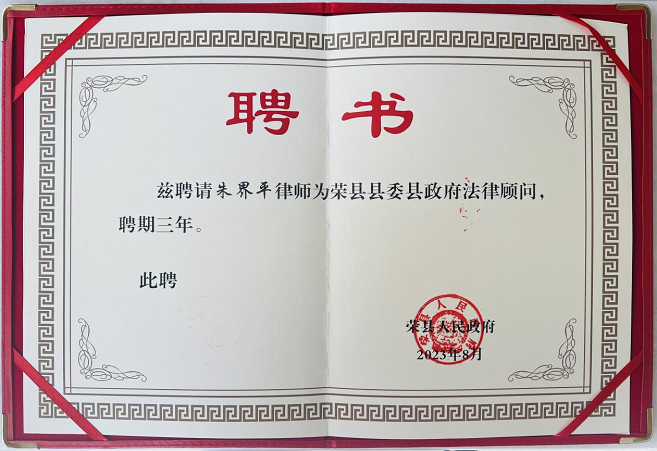 聘书
兹聘请朱界平律师为荣县县委县政府法律顾问，
聘期三年。
此聘
荣县人民政府
2023年8月